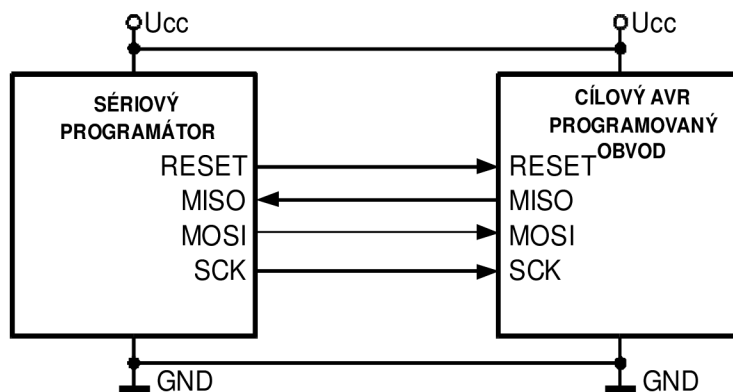 Ucc
Ucc
SÉRIOVÝ
PROGRAMÁTOR
CÍLOVÝ AVR
PROGRAMOVANÝ
OBVOD
RESET
RESET
MISO
MISO
MOSI
MOSI
SCK
SCK
GND
GND